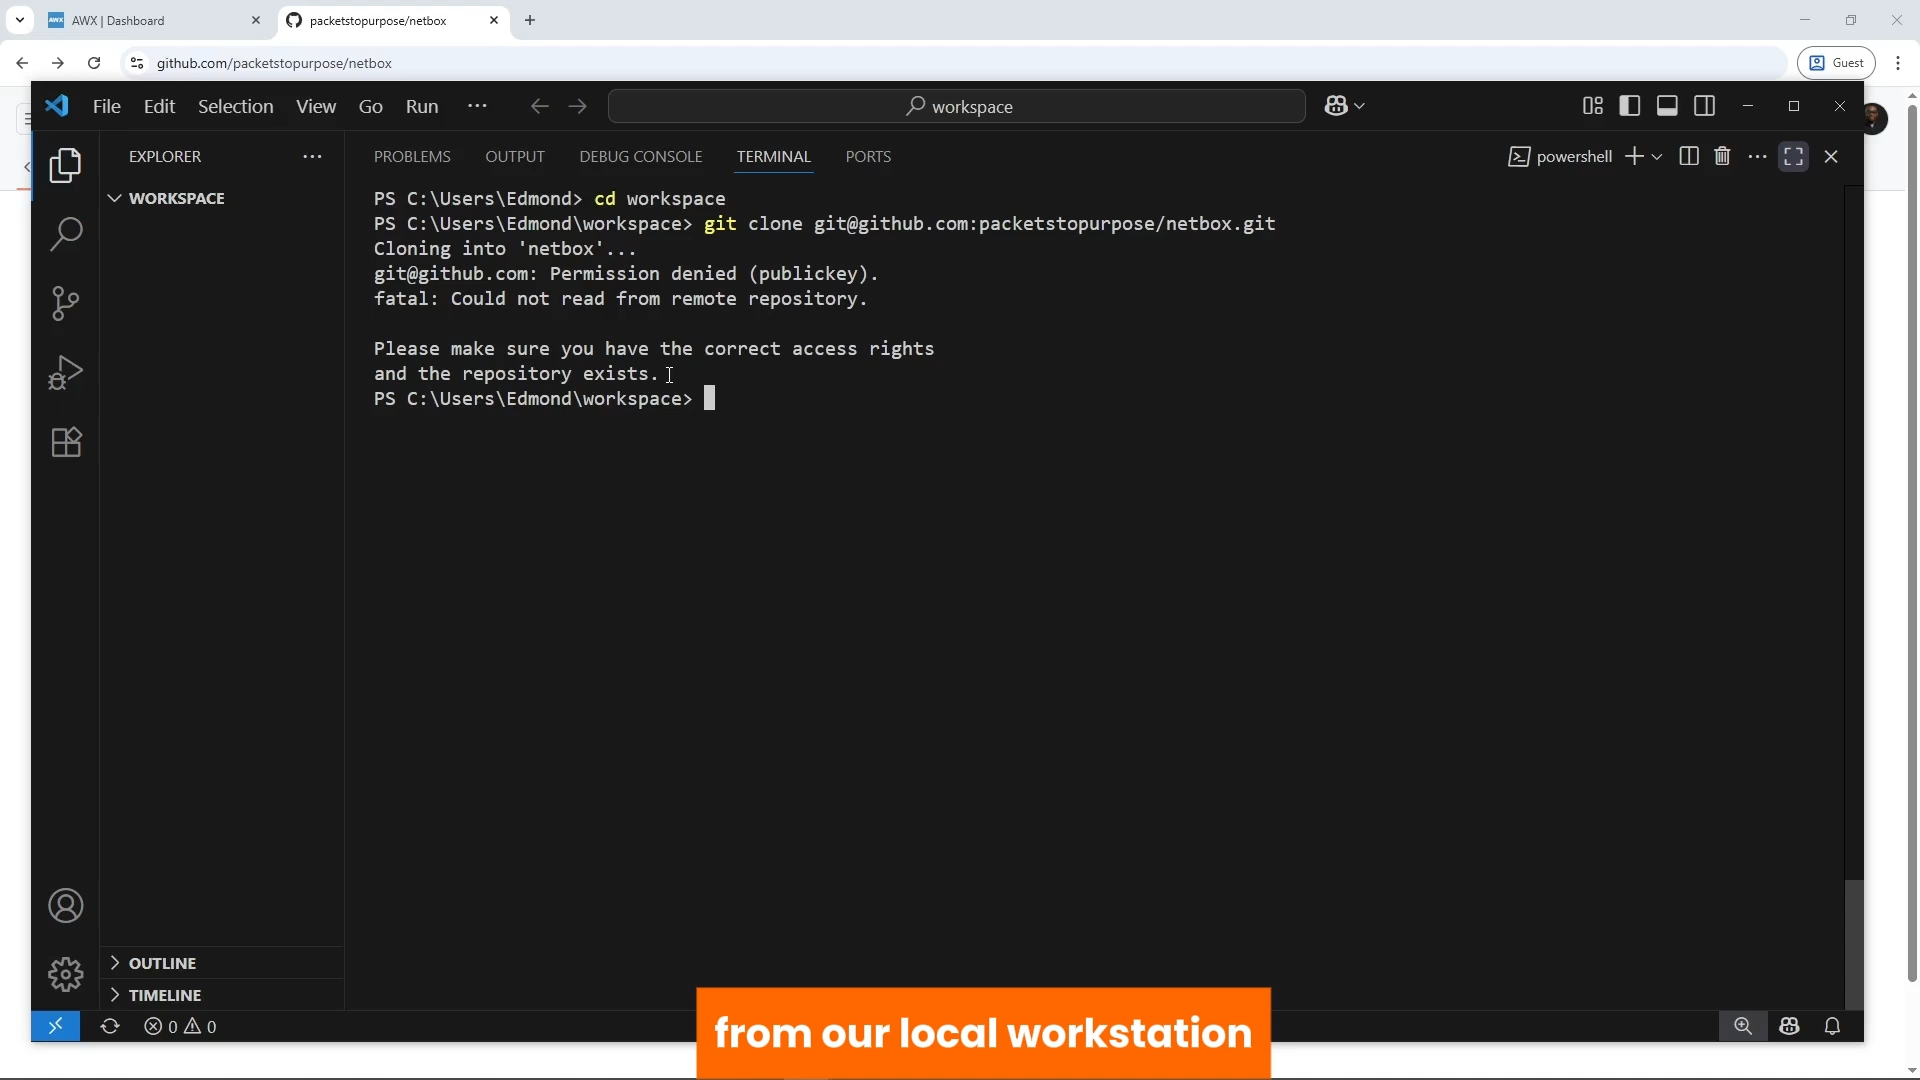 AWX | Dashboard
packetstopurpose/netbox
github.com/packetstopurpose/netbox
Guest
File Edit Selection View Go Run
workspace
EXPLORER
WORKSPACE
PROBLEMS OUTPUT DEBUG CONSOLE TERMINAL PORTS
powershell
PS C:\Users\Edmond> cd workspace
PS C:\Users\Edmond\workspace> git clone git@github.com:packetstopurpose/netbox.git
Cloning into 'netbox'...
git@github.com: Permission denied (publickey).
fatal: Could not read from remote repository.
Please make sure you have the correct access rights
and the repository exists.
PS C:\Users\Edmond\workspace>
OUTLINE
TIMELINE
0 0
from our local workstation